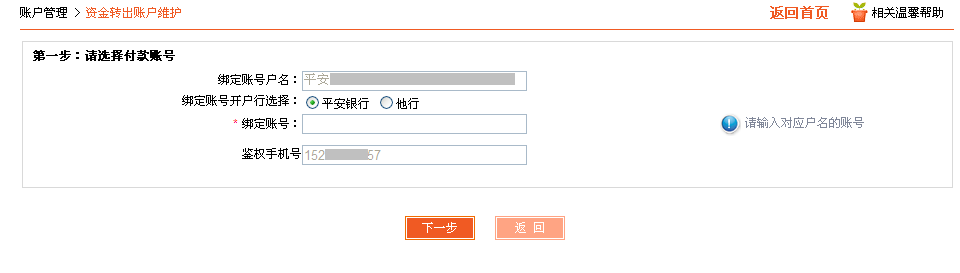 账户管理 > 资金转出账户维护 返回首页 相关温馨帮助
第一步：请选择付款账号
绑定账号户名： 平安
绑定账号开户行选择： 平安银行 他行
* 绑定账号： 请输入对应户名的账号
鉴权手机号 152 57
下一步 返 回